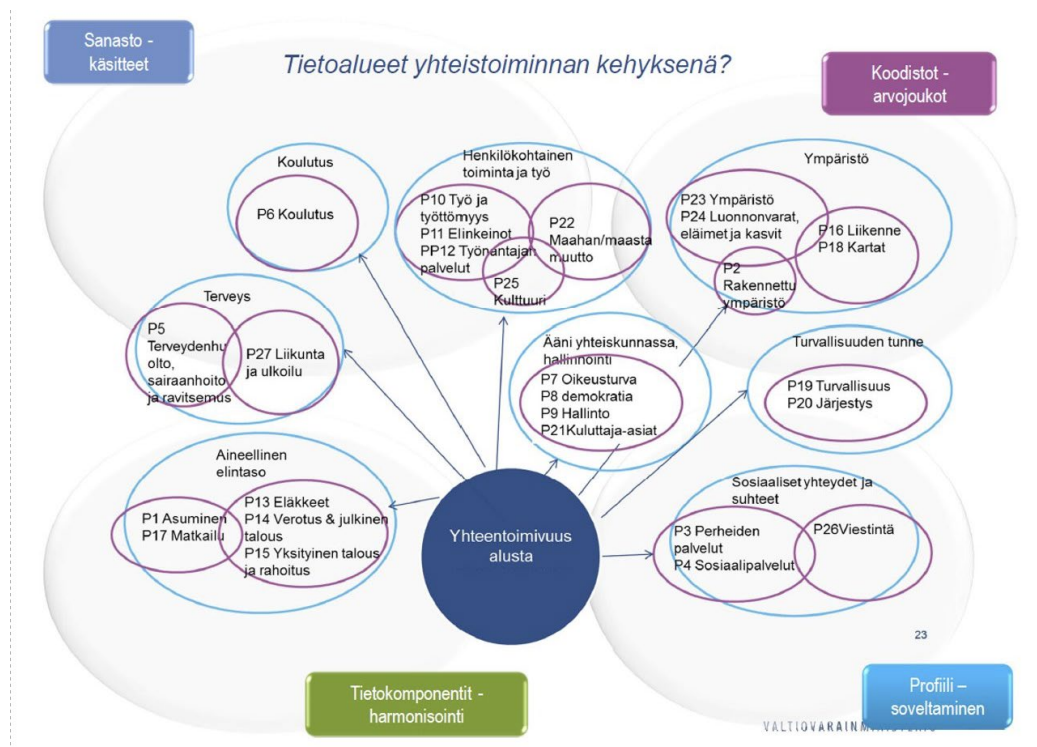 Sanasto -
käsitteet
Tietoalueet yhteistoiminnan kehyksenä?
Koodistot -
arvojoukot
Koulutus
P6 Koulutus
Henkilökohtainen
toiminta ja työ
P10 Työ ja
työttömyys
P11 Elinkeinot
PP12 Työnantajan
palvelut
P22
Maahan/maasta
muutto
P25
Kulttuuri
Ympäristö
P23 Ympäristö
P24 Luonnonvarat,
eläimet ja kasvit
P16 Liikenne
P18 Kartat
P2
Rakennettu
ympäristö
Terveys
P5
Terveydenhu
olto,
sairaanhoito
ja ravitsemus
P27 Liikunta
ja ulkoilu
Ääni yhteiskunnassa,
hallinnointi
P7 Oikeusturva
P8 demokratia
P9 Hallinto
P21Kuluttaja-asiat
Turvallisuuden tunne
P19 Turvallisuus
P20 Järjestys
Aineellinen
elintaso
P1 Asuminen
P17 Matkailu
P13 Eläkkeet
P14 Verotus & julkinen
talous
P15 Yksityinen talous
ja rahoitus
Yhteentoimivuus
alusta
Sosiaaliset yhteydet ja
suhteet
P3 Perheiden
palvelut
P4 Sosiaalipalvelut
P26Viestintä
23
Tietokomponentit -
harmonisointi
Profiili –
soveltaminen
VALTIOVARAINMINISTERIÖ